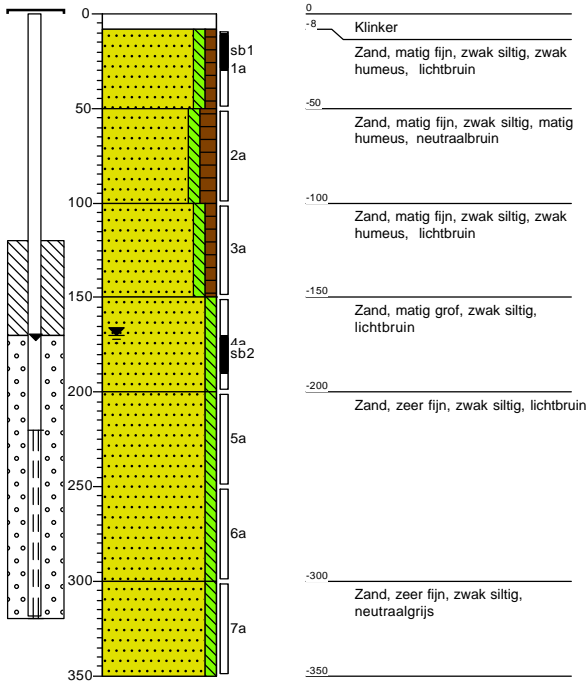 0
50
100
150
200
250
300
350
sb1
1a
2a
3a
4a
sb2
5a
6a
7a
0
-8
Klinker
Zand, matig fijn, zwak siltig, zwak
humeus, lichtbruin
-50
Zand, matig fijn, zwak siltig, matig
humeus, neutraalbruin
-100
Zand, matig fijn, zwak siltig, zwak
humeus, lichtbruin
-150
Zand, matig grof, zwak siltig,
lichtbruin
-200
Zand, zeer fijn, zwak siltig, lichtbruin
-300
Zand, zeer fijn, zwak siltig,
neutraalgrijs
-350